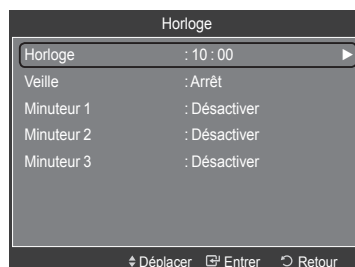 Horloge
Horloge : 10 : 00
Veille : Arrêt
Minuteur 1 : Désactiver
Minuteur 2 : Désactiver
Minuteur 3 : Désactiver
Déplacer Entrer Retour